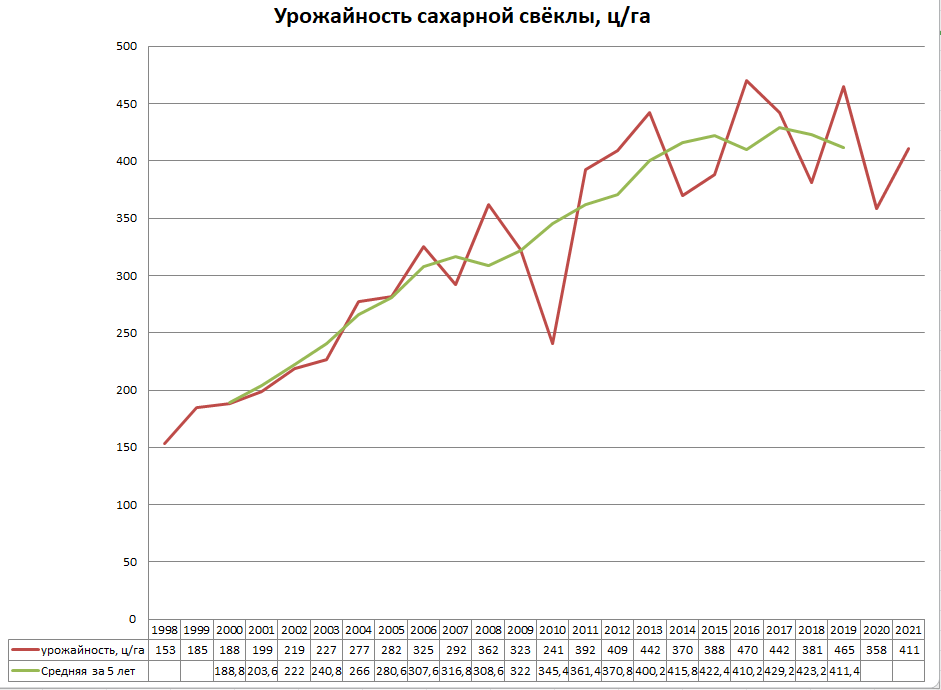 Урожайность сахарной свёклы, ц/га
500
450
400
350
300
250
200
150
100
50
0
1998 1999 2000 2001 2002 2003 2004 2005 2006 2007 2008 2009 2010 2011 2012 2013 2014 2015 2016 2017 2018 2019 2020 2021
урожайность, ц/га 153 185 188 199 219 227 277 282 325 292 362 323 241 392 409 442 370 388 470 442 381 465 358 411
Средняя за 5 лет 188,8 203,6 222 240,8 266 280,6 307,6 316,8 308,6 322 345,4 361,4 370,8 400,2 415,8 422,4 410,2 429,2 423,2 411,4